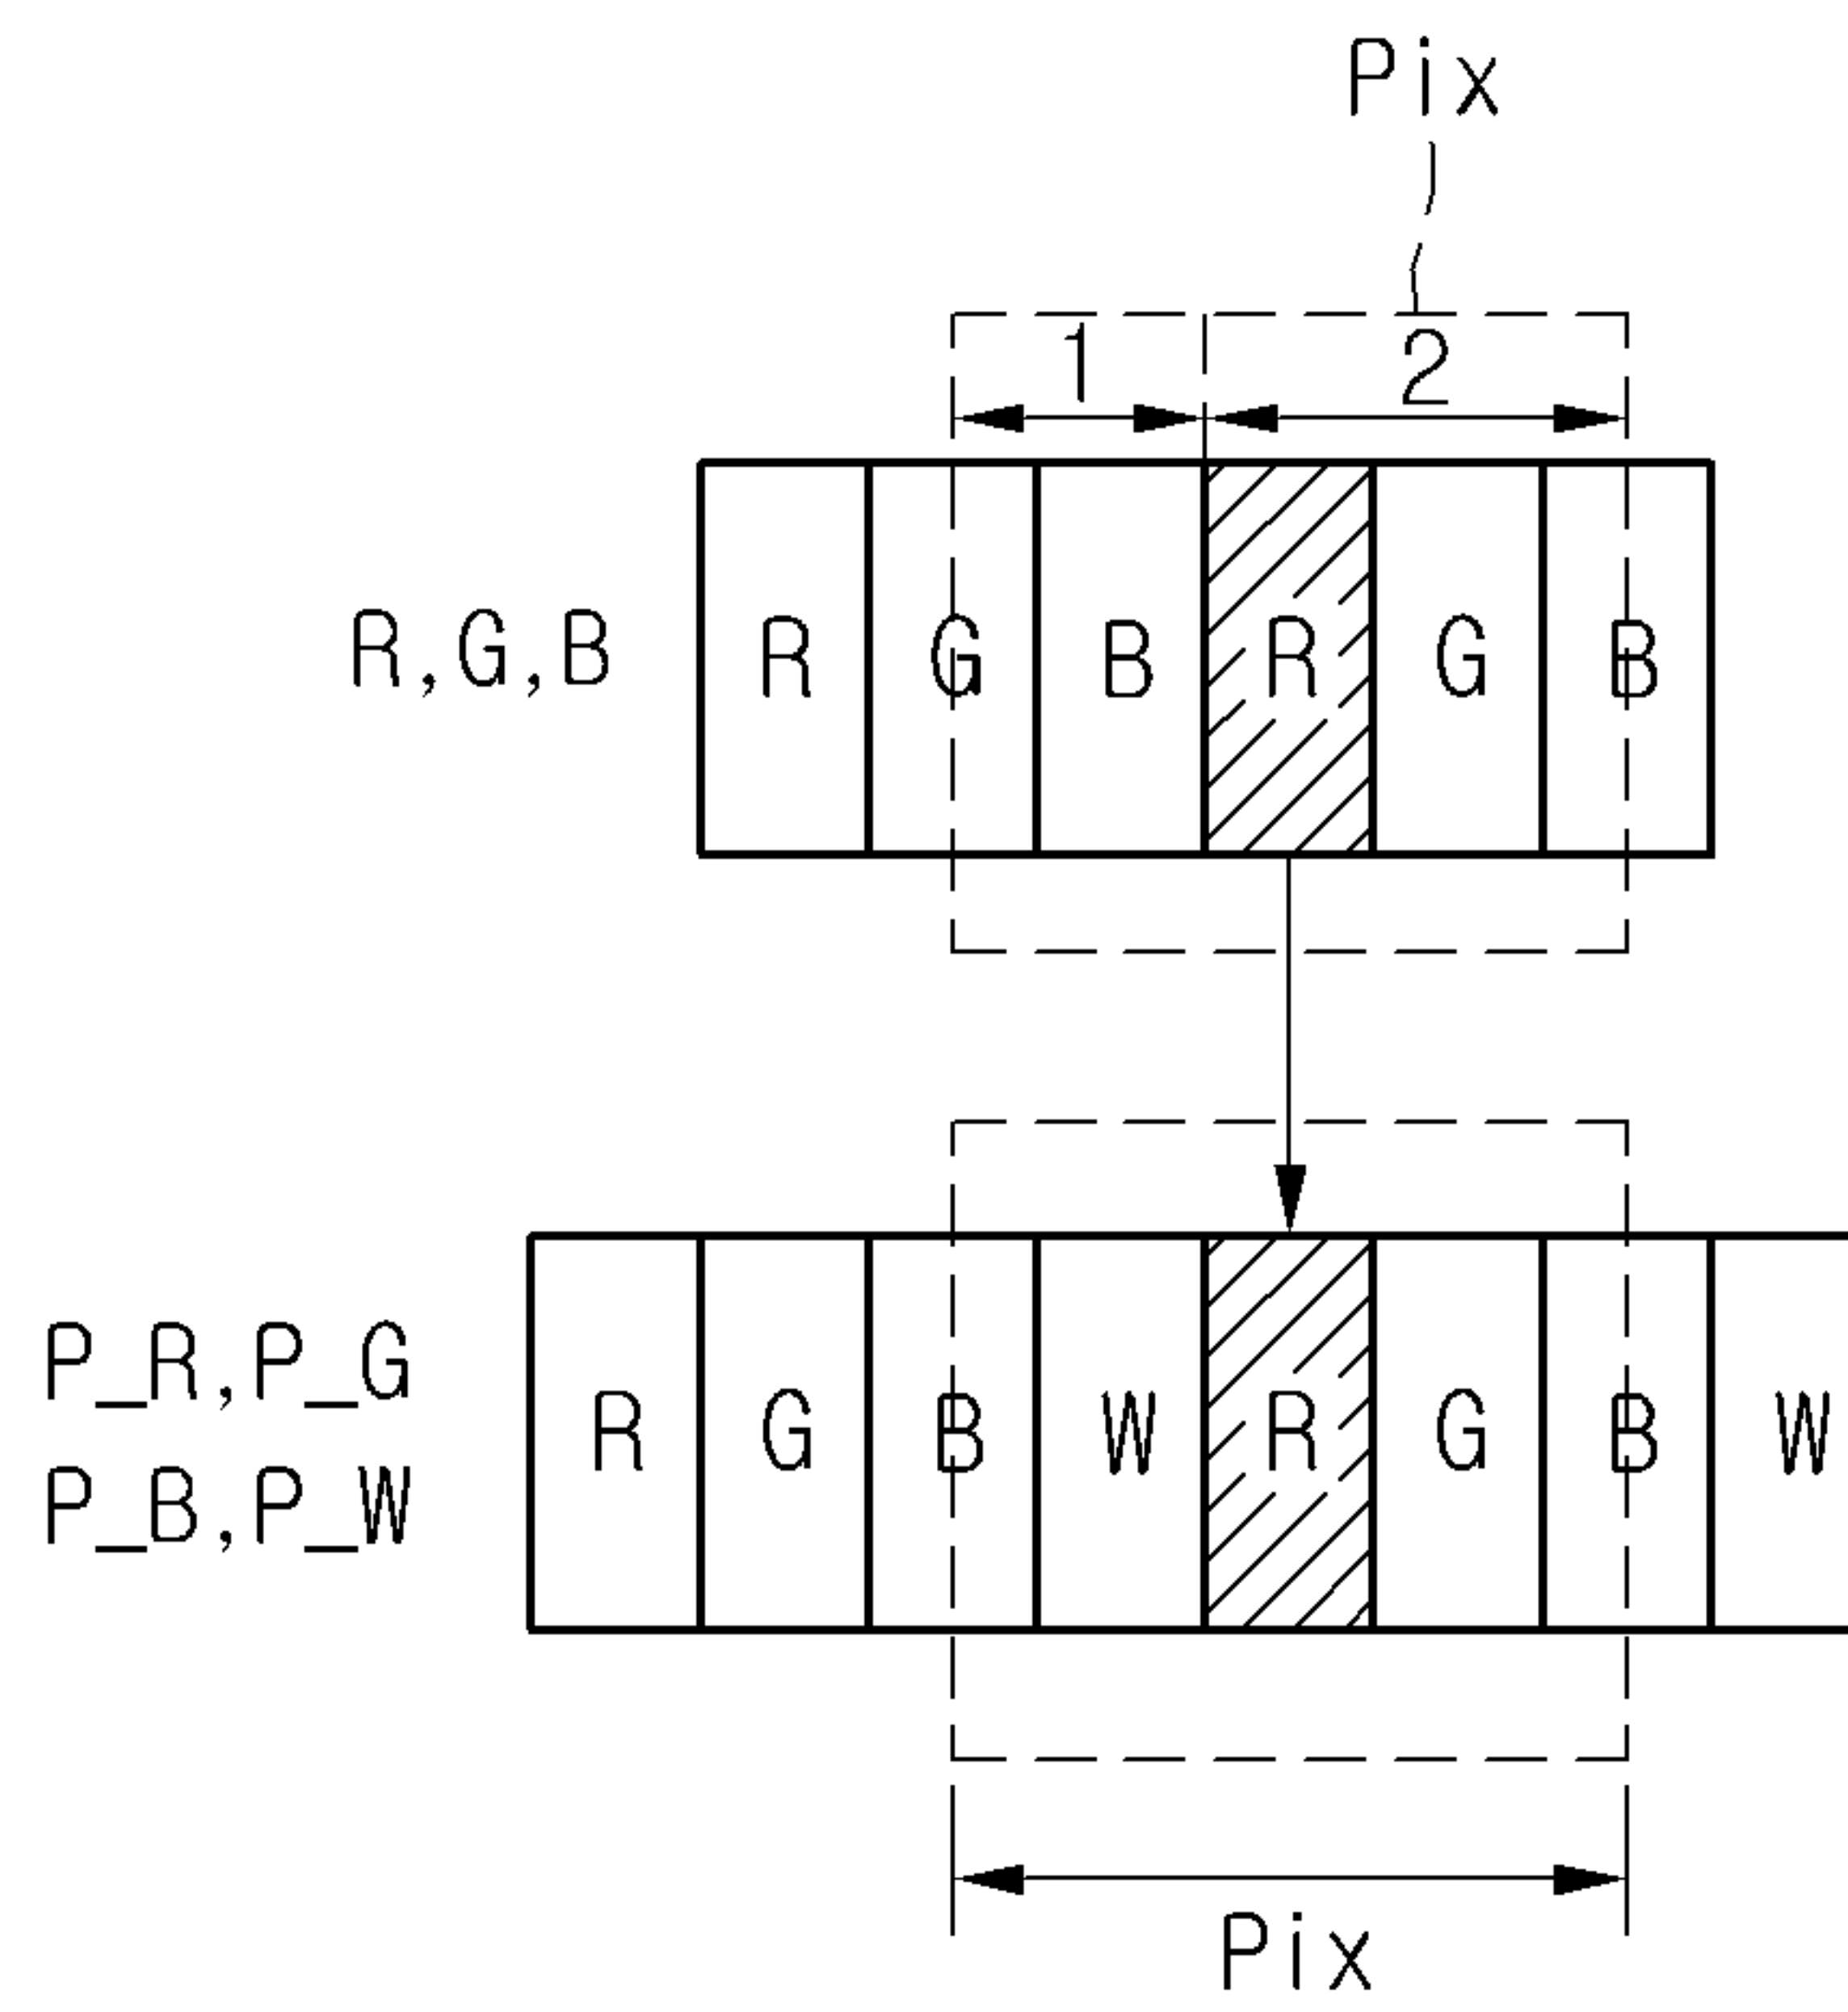 Pix
1 2
R,G,B
R G B R G B
P_R,P_G
P_B,P_W
R G B W R G B W
Pix